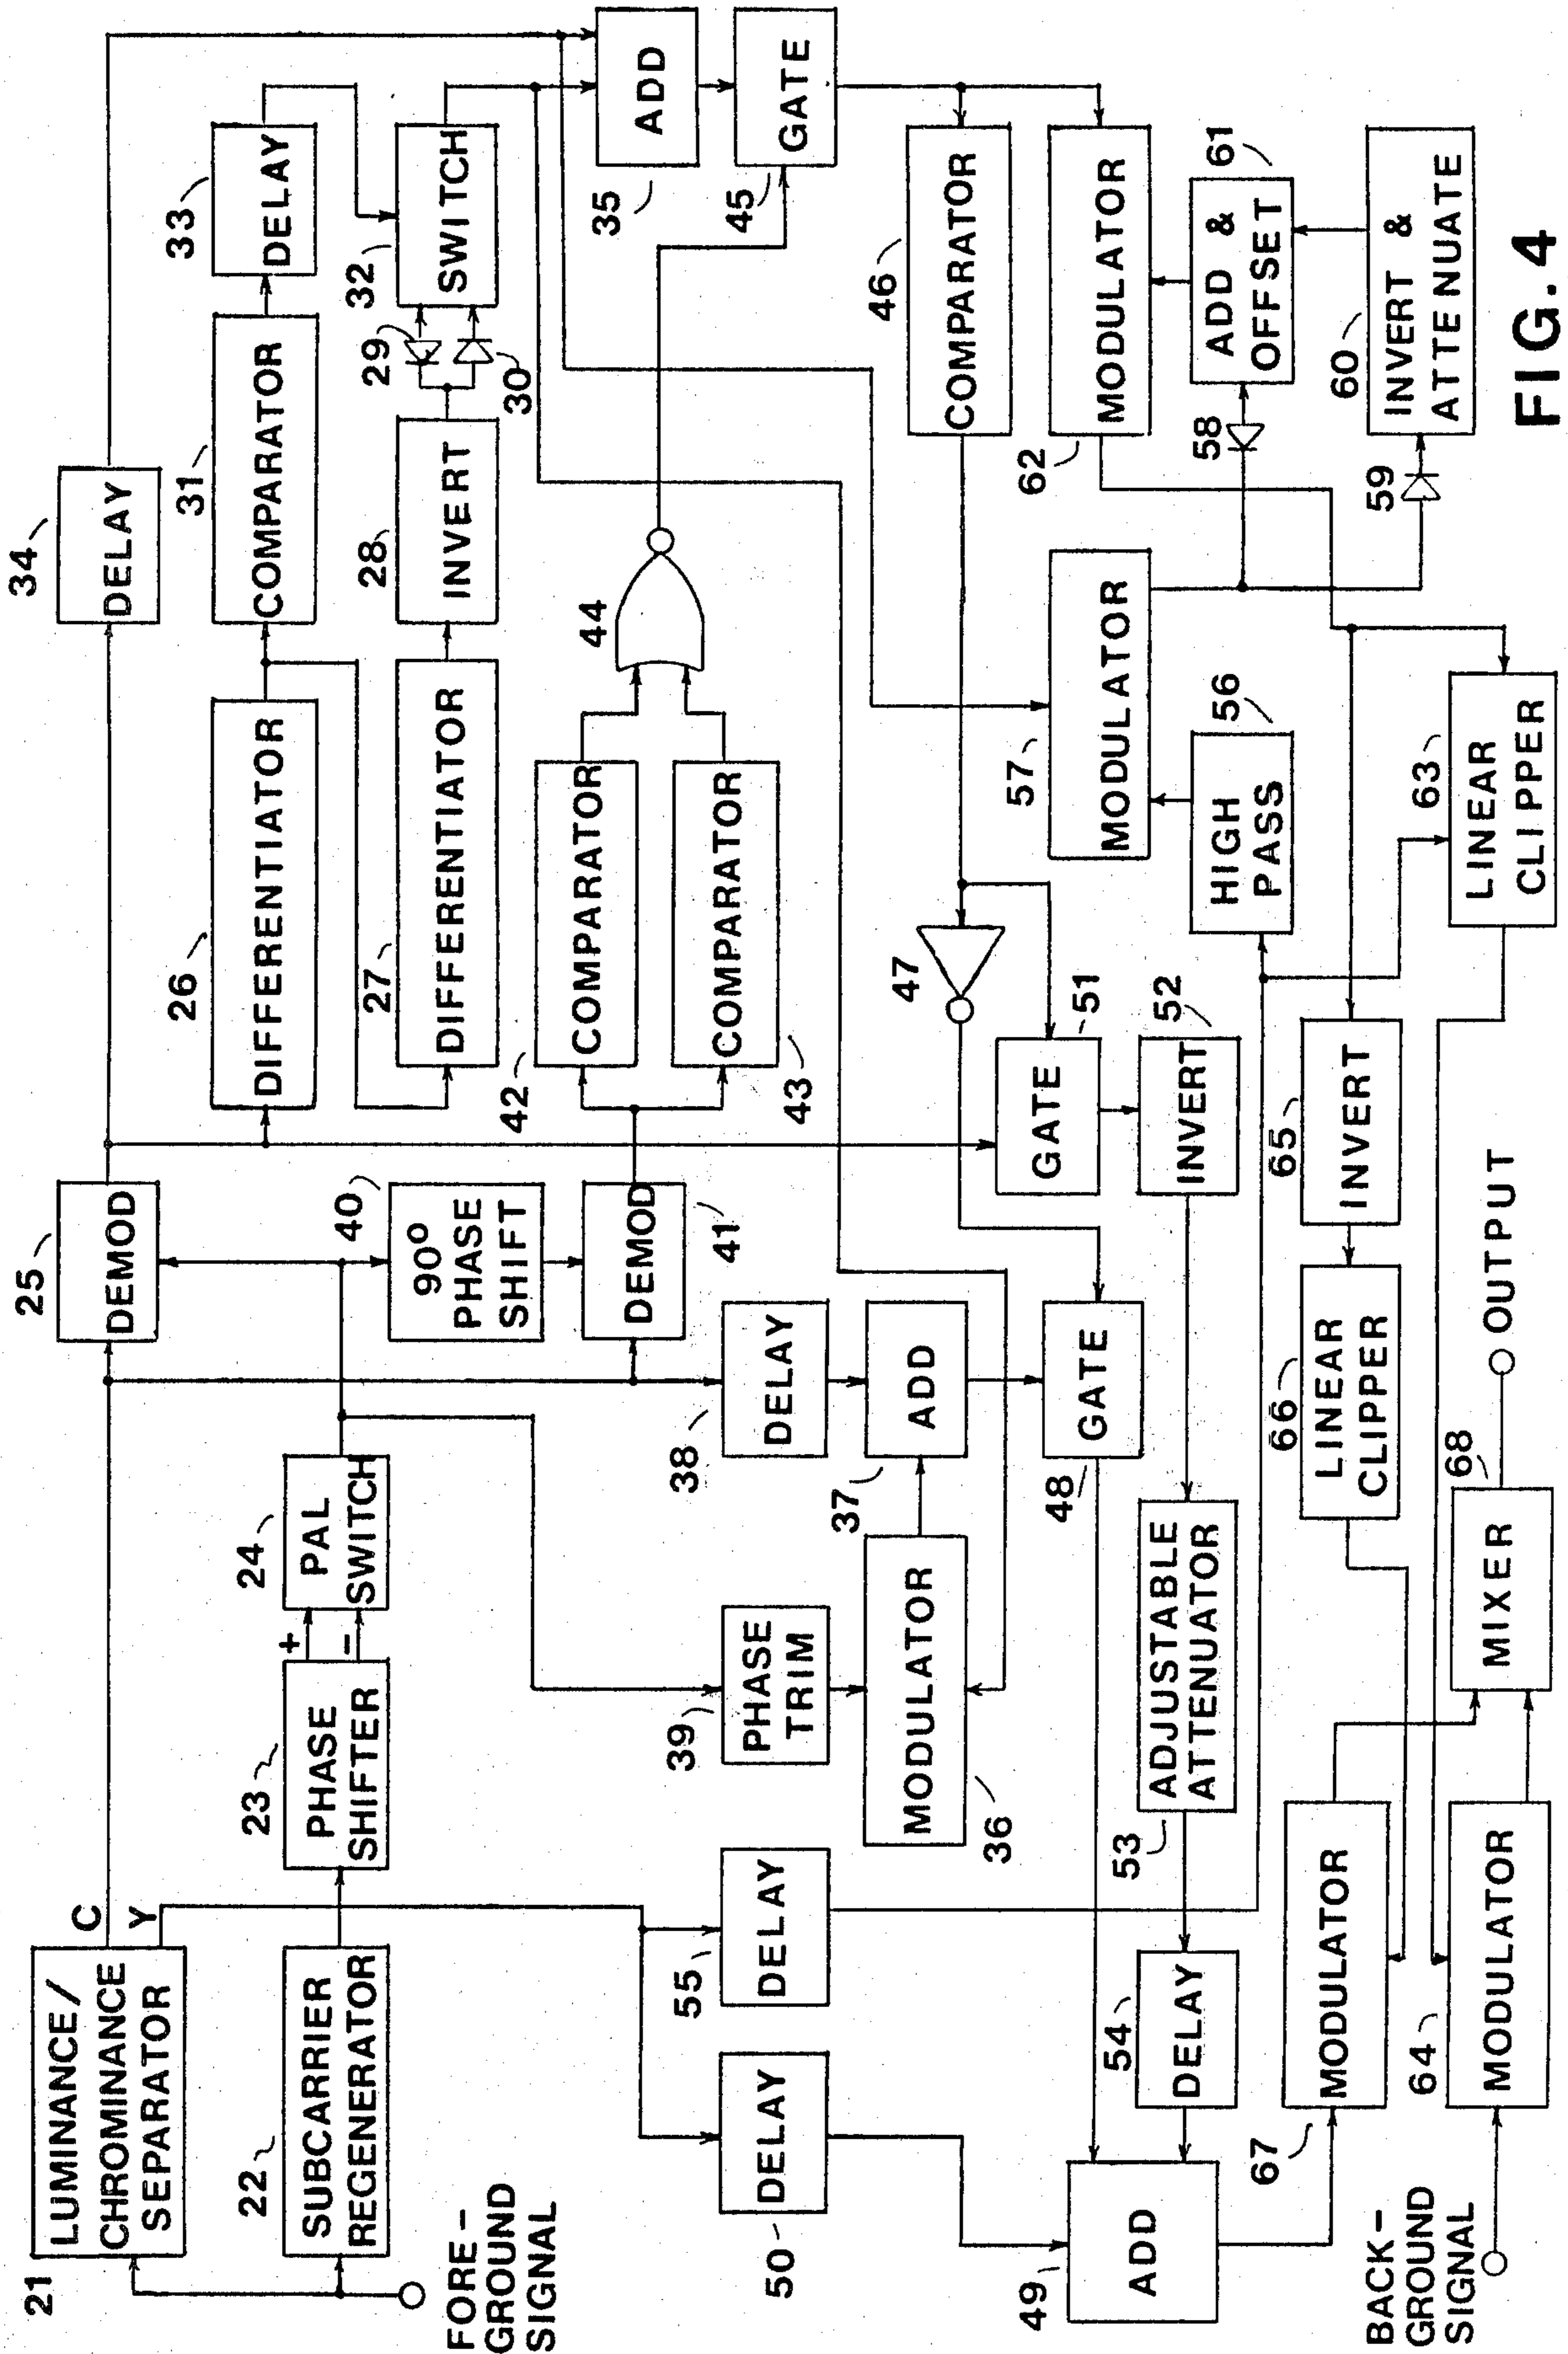 21
LUMINANCE/
CHROMINANCE
SEPARATOR
C
Y
22
SUBCARRIER
REGENERATOR
FORE-
GROUND
SIGNAL
23
PHASE
SHIFTER
+
-
24
PAL
SWITCH
25
DEMOD
34
DELAY
26
DIFFERENTIATOR
31
COMPARATOR
33
DELAY
27
DIFFERENTIATOR
28
INVERT
29
30
32
SWITCH
40
90°
PHASE
SHIFT
41
DEMOD
42
COMPARATOR
43
COMPARATOR
44
35
ADD
45
GATE
38
DELAY
39
PHASE
TRIM
36
MODULATOR
37
ADD
48
GATE
46
COMPARATOR
47
51
GATE
52
INVERT
53
ADJUSTABLE
ATTENUATOR
54
DELAY
55
DELAY
50
DELAY
49
ADD
56
HIGH
PASS
57
MODULATOR
58
59
60
INVERT &
ATTENUATE
61
ADD &
OFFSET
62
MODULATOR
63
LINEAR
CLIPPER
65
INVERT
66
LINEAR
CLIPPER
67
MODULATOR
64
MODULATOR
68
MIXER
OUTPUT
BACK-
GROUND
SIGNAL
FIG.4